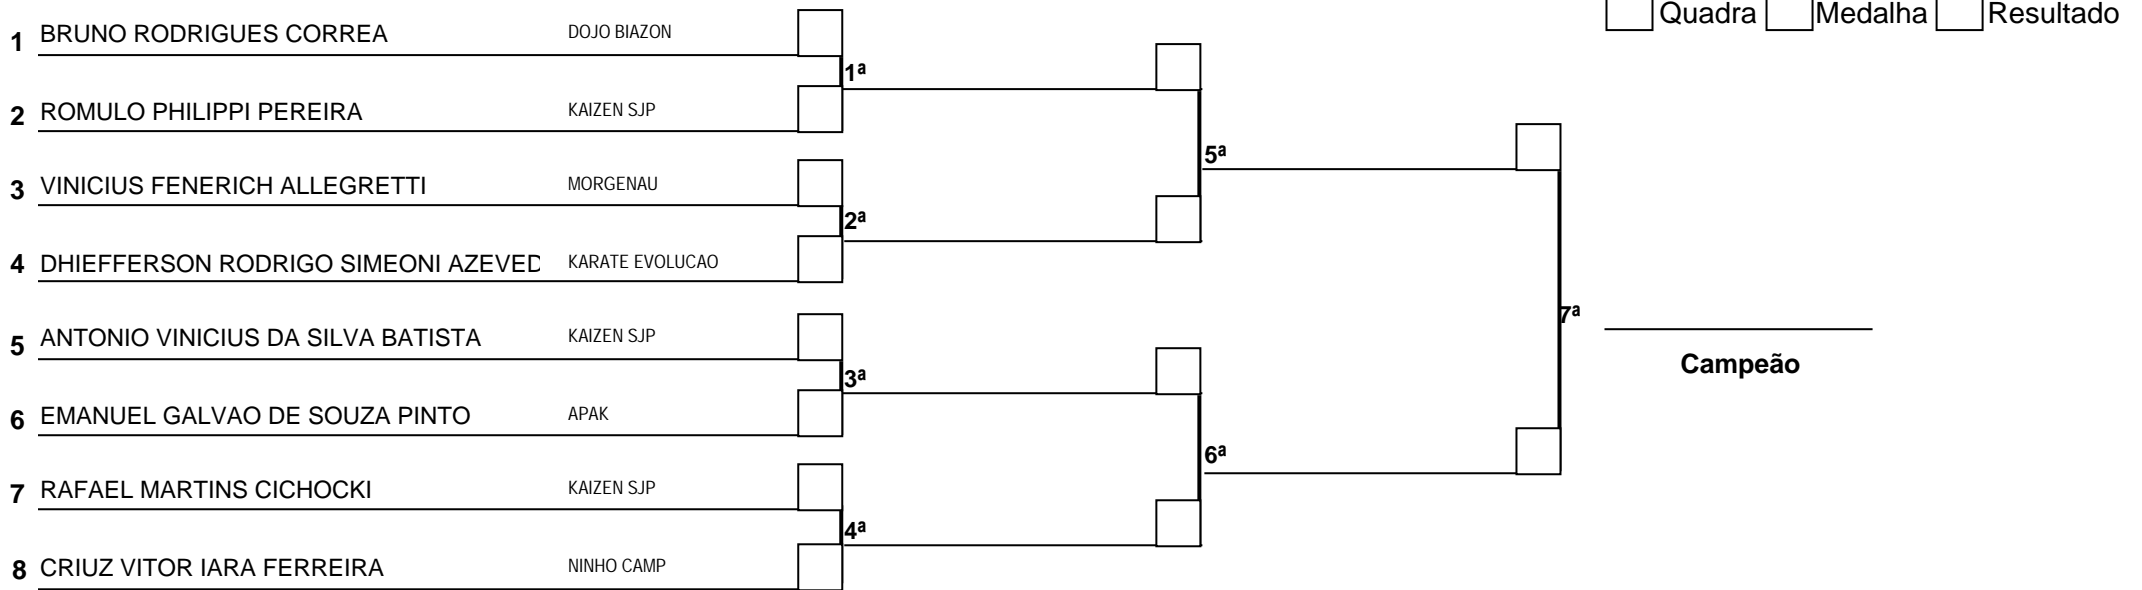 Quadra Medalha Resultado
1 BRUNO RODRIGUES CORREA DOJO BIAZON
1ª
2 ROMULO PHILIPPI PEREIRA KAIZEN SJP
5ª
3 VINICIUS FENERICH ALLEGRETTI MORGENAU
2ª
4 DHIEFFERSON RODRIGO SIMEONI AZEVED KARATE EVOLUCAO
7ª
5 ANTONIO VINICIUS DA SILVA BATISTA KAIZEN SJP
Campeão
3ª
6 EMANUEL GALVAO DE SOUZA PINTO APAK
6ª
7 RAFAEL MARTINS CICHOCKI KAIZEN SJP
4ª
8 CRIUZ VITOR IARA FERREIRA NINHO CAMP